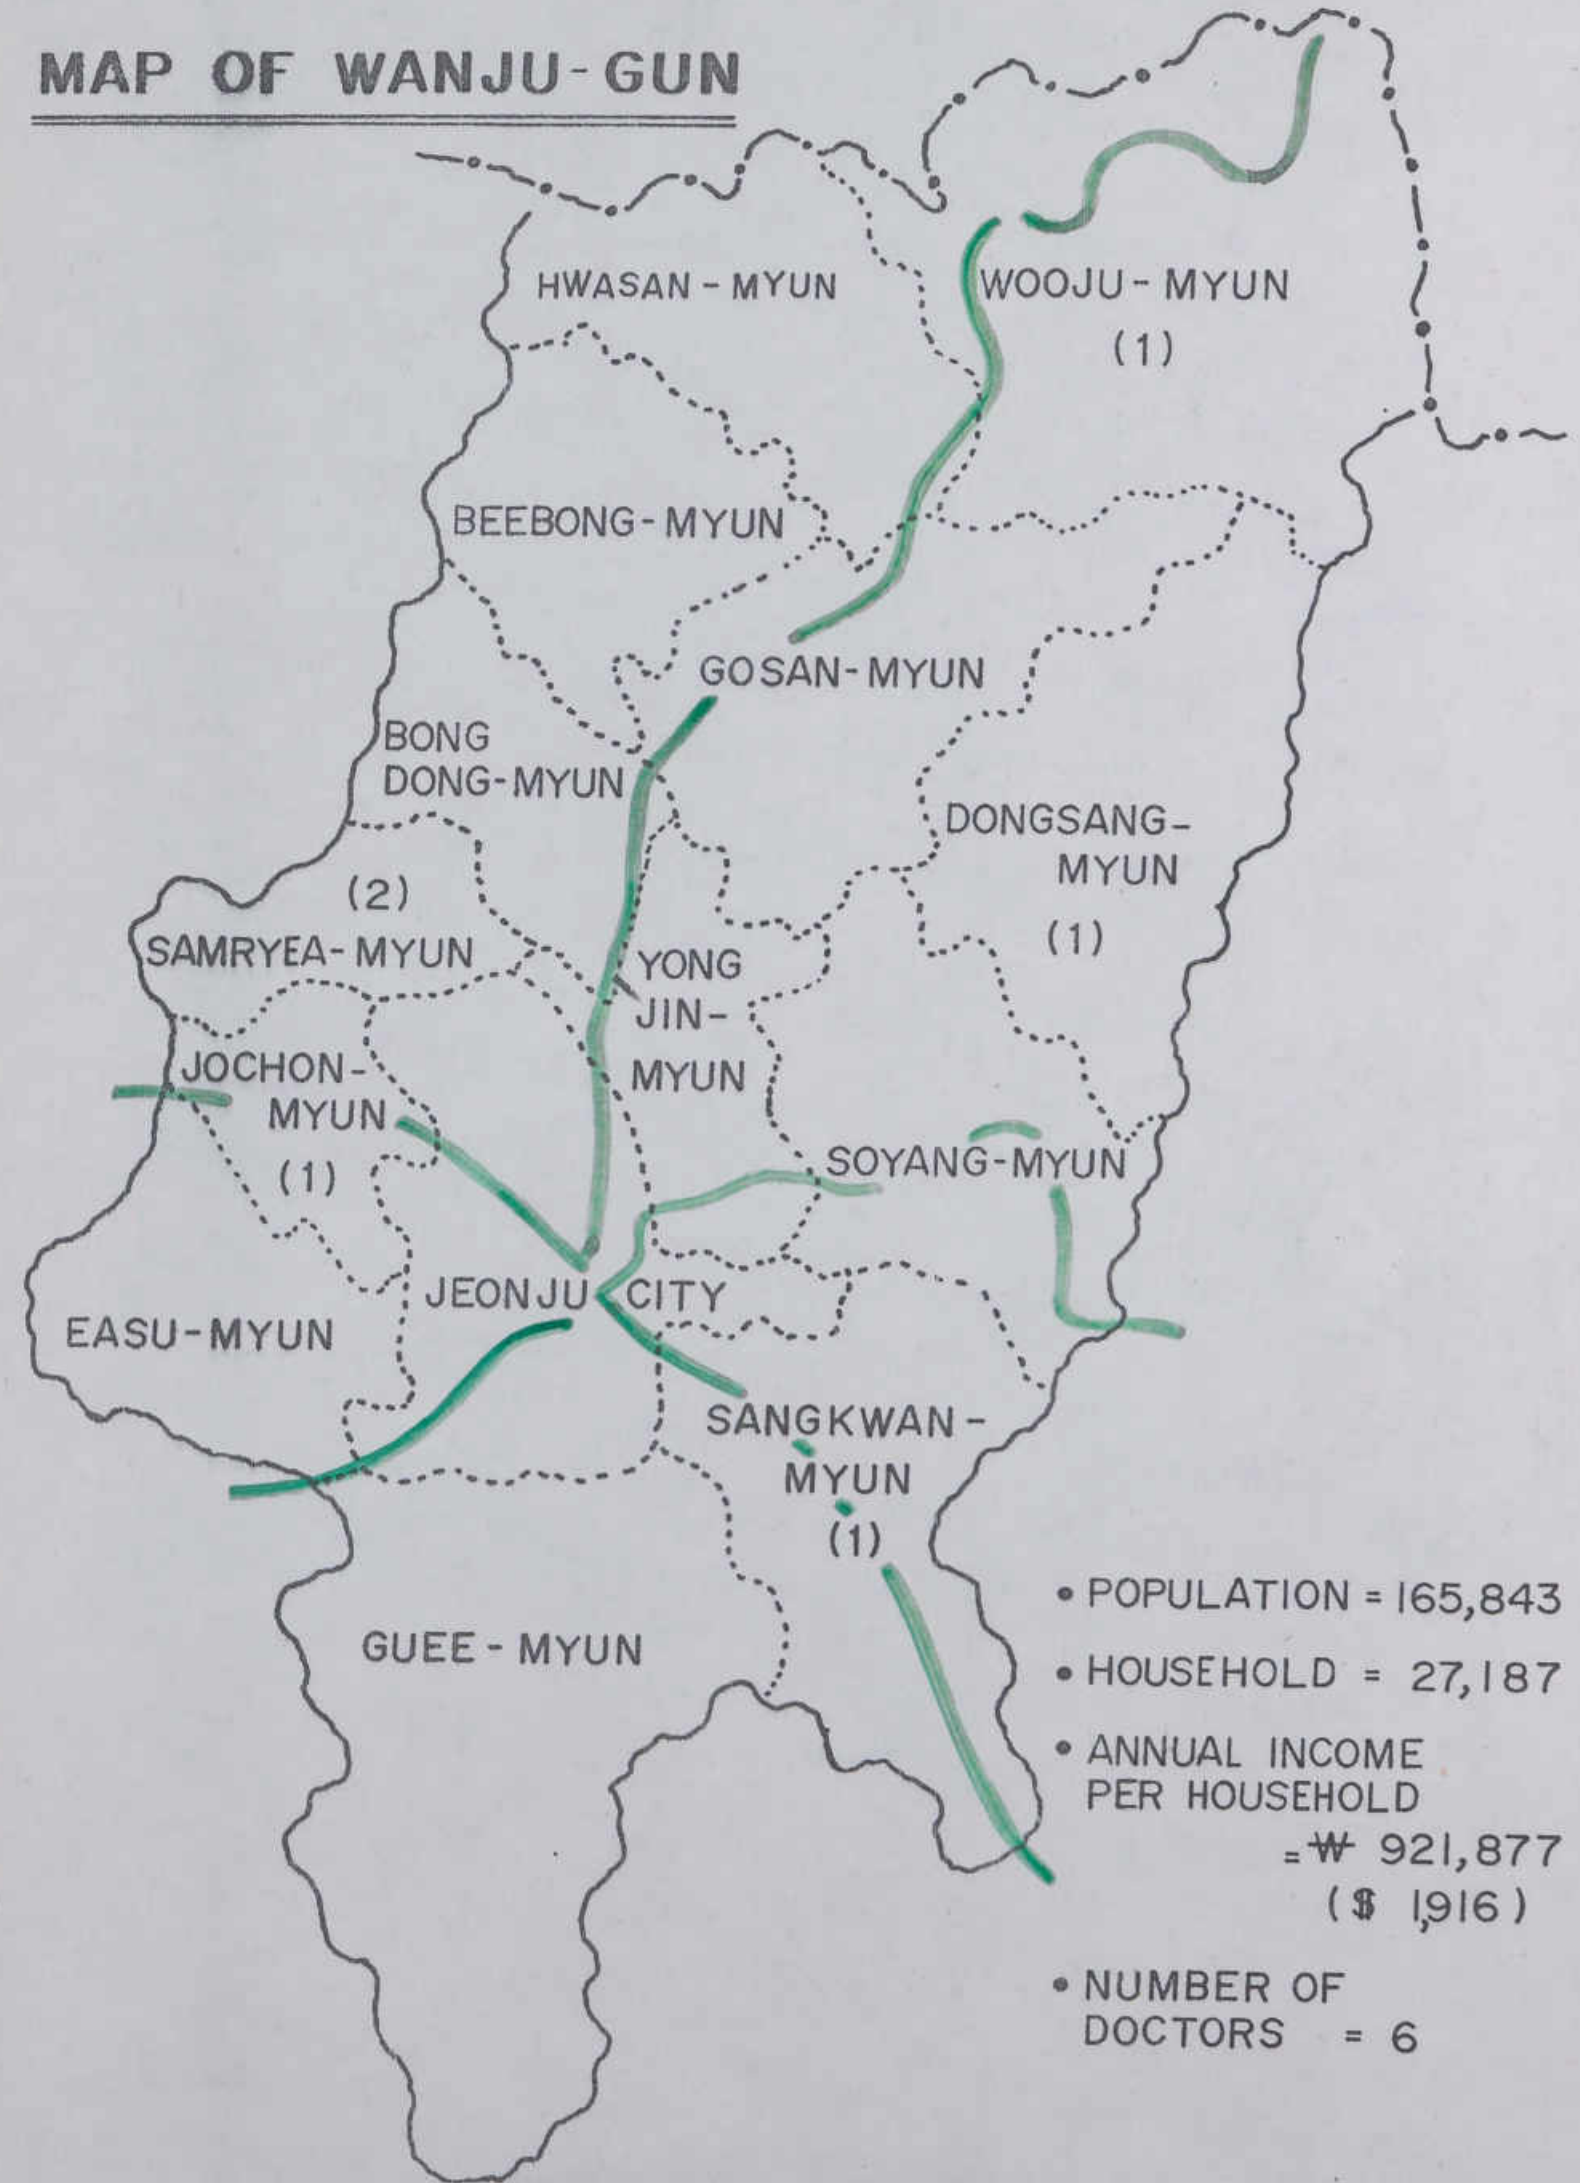 MAP OF WANJU-GUN
HWASAN-MYUN
WOOJU-MYUN
(1)
BEEBONG-MYUN
GOSAN-MYUN
BONG
DONG-MYUN
DONGSANG-
MYUN
(1)
(2)
SAMRYEA-MYUN
YONG
JIN-
MYUN
JOCHON-
MYUN
(1)
SOYANG-MYUN
JEONJU CITY
EASU-MYUN
SANGKWAN-
MYUN
(1)
GUEE-MYUN
• POPULATION = 165,843
• HOUSEHOLD = 27,187
• ANNUAL INCOME
PER HOUSEHOLD
= ₩ 921,877
($ 1,916)
• NUMBER OF
DOCTORS = 6